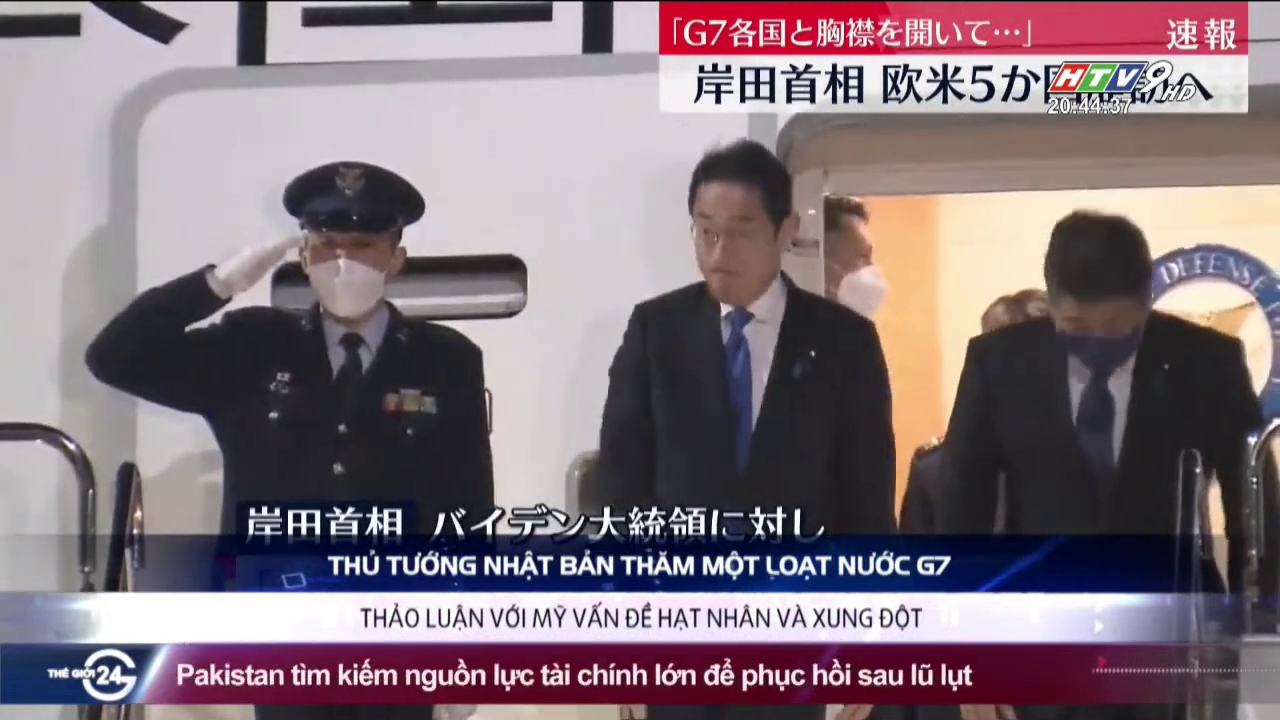 「G7各国と胸襟を開いて…」 速報
岸田首相 欧米5か へ
HTV9 HD
20:44:37
DEFENSE
岸田首相 バイデン大統領に対し
THỦ TƯỚNG NHẬT BẢN THĂM MỘT LOẠT NƯỚC G7
THẢO LUẬN VỚI MỸ VẤN ĐỀ HẠT NHÂN VÀ XUNG ĐỘT
THẾ GIỚI 24G
Pakistan tìm kiếm nguồn lực tài chính lớn để phục hồi sau lũ lụt